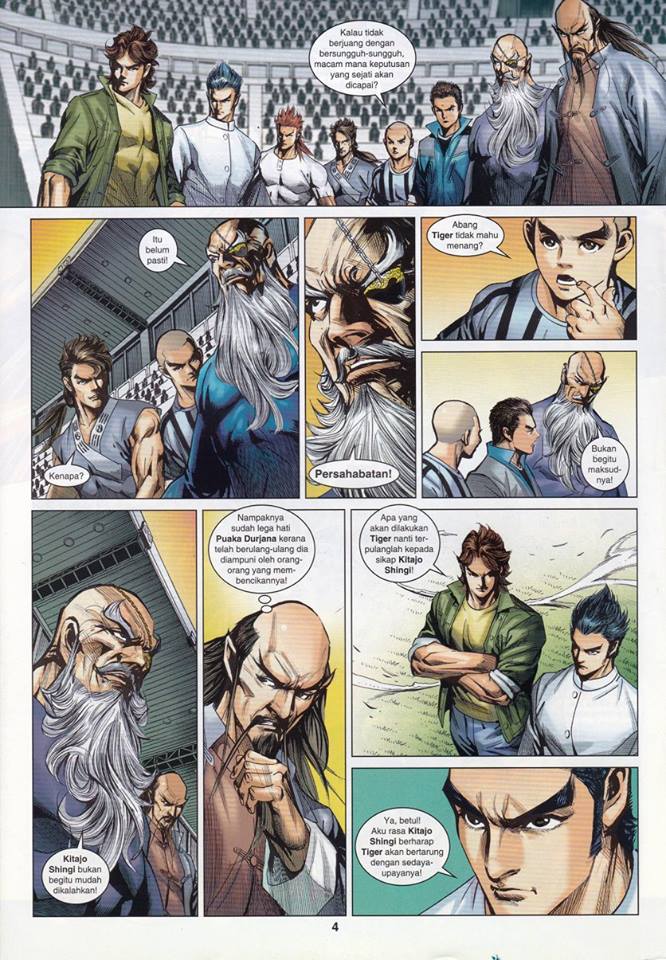 Kalau tidak
berjuang dengan
bersungguh-sungguh,
macam mana keputusan
yang sejati akan
dicapai?
Itu
belum
pasti!
Kenapa?
Persahabatan!
Abang
Tiger tidak mahu
menang?
Bukan
begitu
maksud-
nya!
Kitajo
Shingi bukan
begitu mudah
dikalahkan!
Nampaknya
sudah lega hati
Puaka Durjana kerana
telah berulang-ulang dia
diampuni oleh orang-
orang yang mem-
bencikannya!
Apa yang
akan dilakukan
Tiger nanti ter-
pulanglah kepada
sikap Kitajo
Shingi!
Ya, betul!
Aku rasa Kitajo
Shingi berharap
Tiger akan bertarung
dengan sedaya-
upayanya!
4